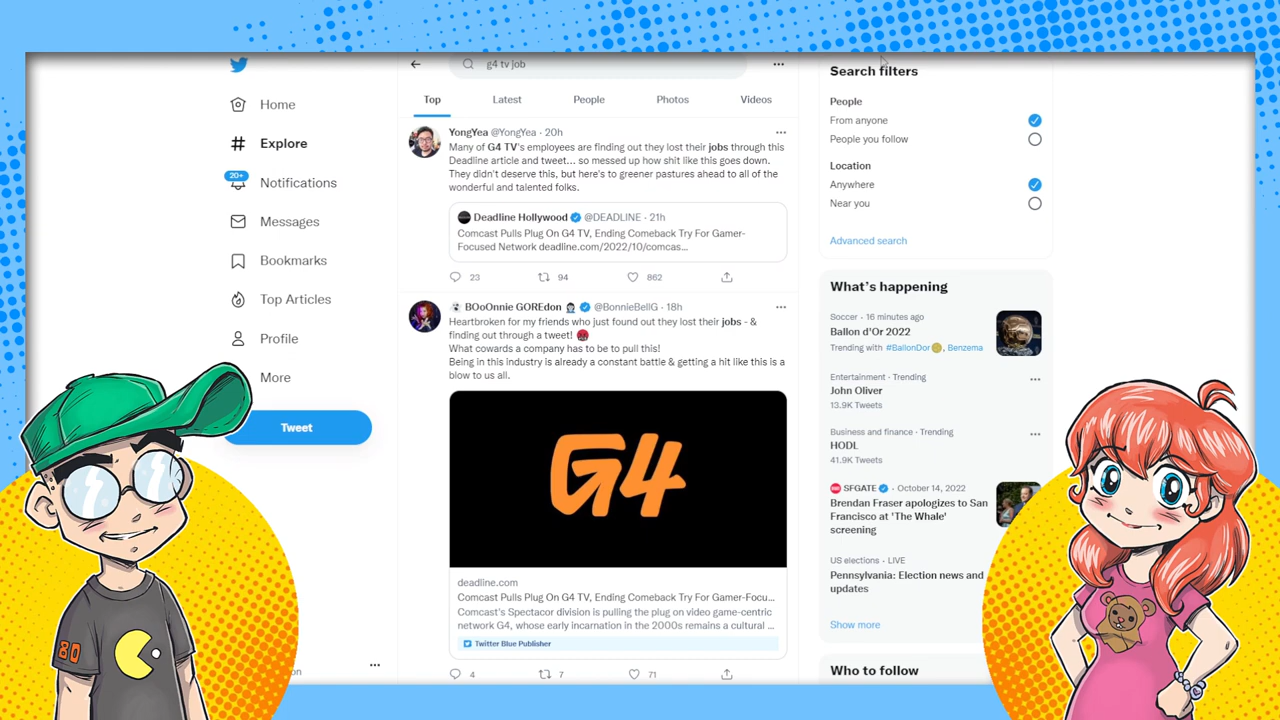 g4 tv job
Top
Latest
People
Photos
Videos
Home
Explore
20+
Notifications
Messages
Bookmarks
Top Articles
Profile
More
Tweet
YongYea @YongYea · 20h
Many of G4 TV's employees are finding out they lost their jobs through this
Deadline article and tweet... so messed up how shit like this goes down.
They didn't deserve this, but here's to greener pastures ahead to all of the
wonderful and talented folks.
Deadline Hollywood @DEADLINE · 21h
Comcast Pulls Plug On G4 TV, Ending Comeback Try For Gamer-
Focused Network deadline.com/2022/10/comcas...
23
94
862
BOoOnnie GOREdon @BonnieBellG · 18h
Heartbroken for my friends who just found out they lost their jobs - &
finding out through a tweet!
What cowards a company has to be to pull this!
Being in this industry is already a constant battle & getting a hit like this is a
blow to us all.
G4
deadline.com
Comcast Pulls Plug On G4 TV, Ending Comeback Try For Gamer-Focu...
Comcast's Spectacor division is pulling the plug on video game-centric
network G4, whose early incarnation in the 2000s remains a cultural ...
Twitter Blue Publisher
4
7
71
Search filters
People
From anyone
People you follow
Location
Anywhere
Near you
Advanced search
What's happening
Soccer · 16 minutes ago
Ballon d'Or 2022
Trending with #BallonDor, Benzema
Entertainment · Trending
John Oliver
13.9K Tweets
Business and finance · Trending
HODL
41.9K Tweets
SFGATE · October 14, 2022
Brendan Fraser apologizes to San
Francisco at 'The Whale'
screening
US elections · LIVE
Pennsylvania: Election news and
updates
Show more
Who to follow
on
80